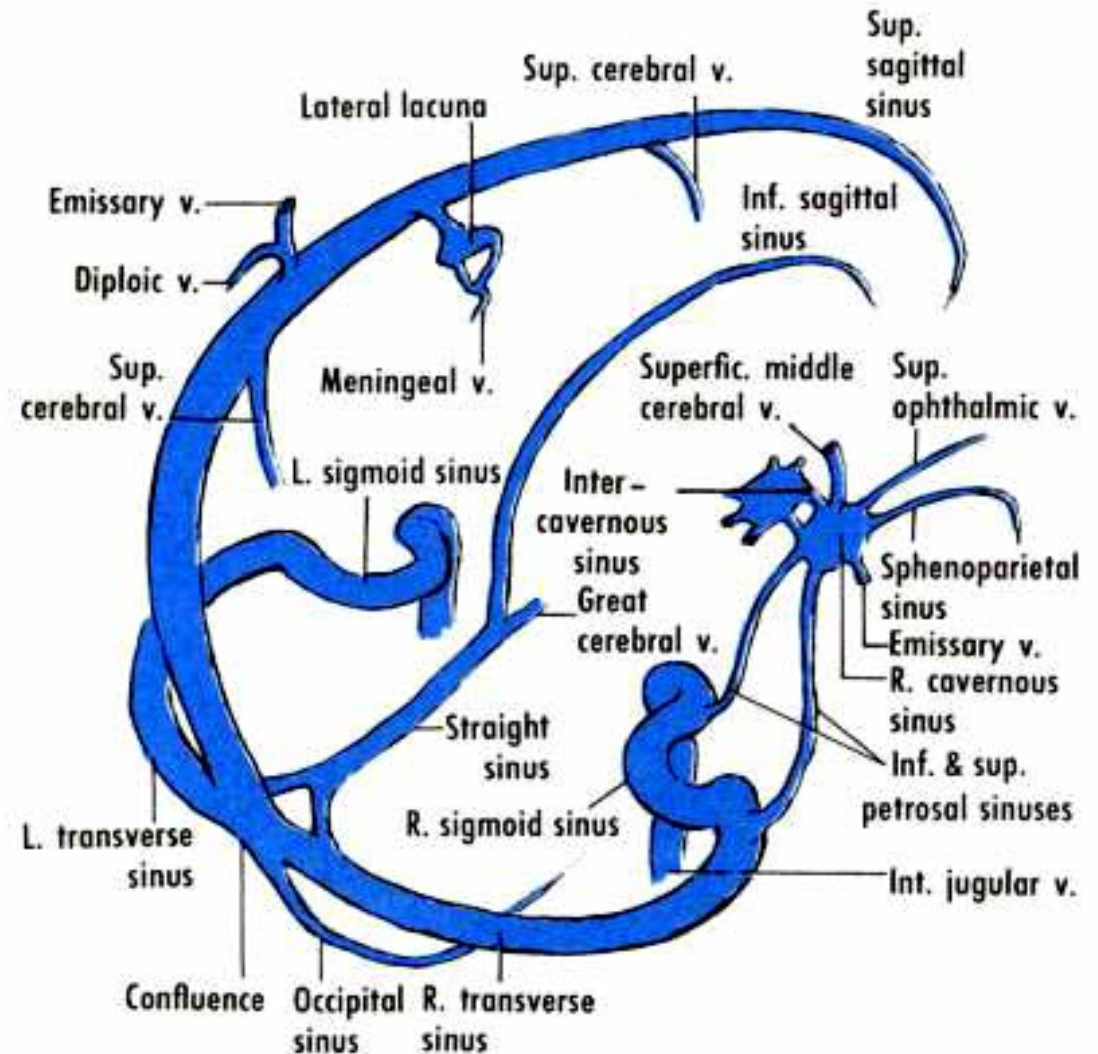 Sup.
sagittal
sinus
Sup. cerebral v.
Lateral lacuna
Emissary v.
Inf. sagittal
sinus
Diploic v.
Sup.
cerebral v.
Meningeal v.
Superfic. middle
cerebral v.
Sup.
ophthalmic v.
L. sigmoid sinus
Inter-
cavernous
sinus
Sphenoparietal
sinus
Great
cerebral v.
Emissary v.
R. cavernous
sinus
Straight
sinus
Inf. & sup.
petrosal sinuses
R. sigmoid sinus
L. transverse
sinus
Int. jugular v.
Confluence
Occipital
sinus
R. transverse
sinus